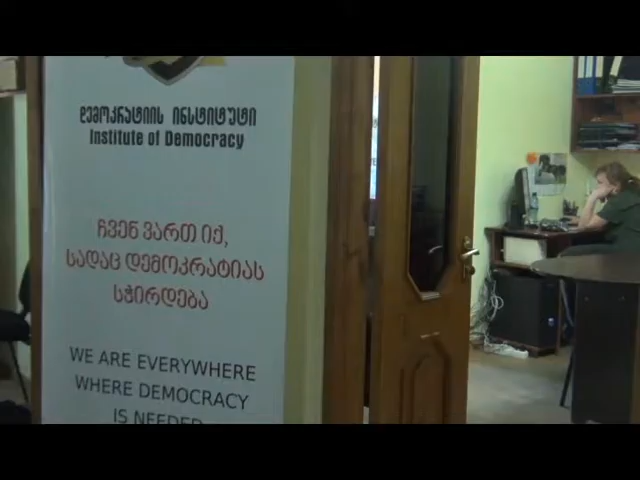 დემოკრატიის ინსტიტუტი
Institute of Democracy
ჩვენ ვართ იქ,
სადაც დემოკრატიას
სჭირდება
WE ARE EVERYWHERE
WHERE DEMOCRACY
IS NEEDED